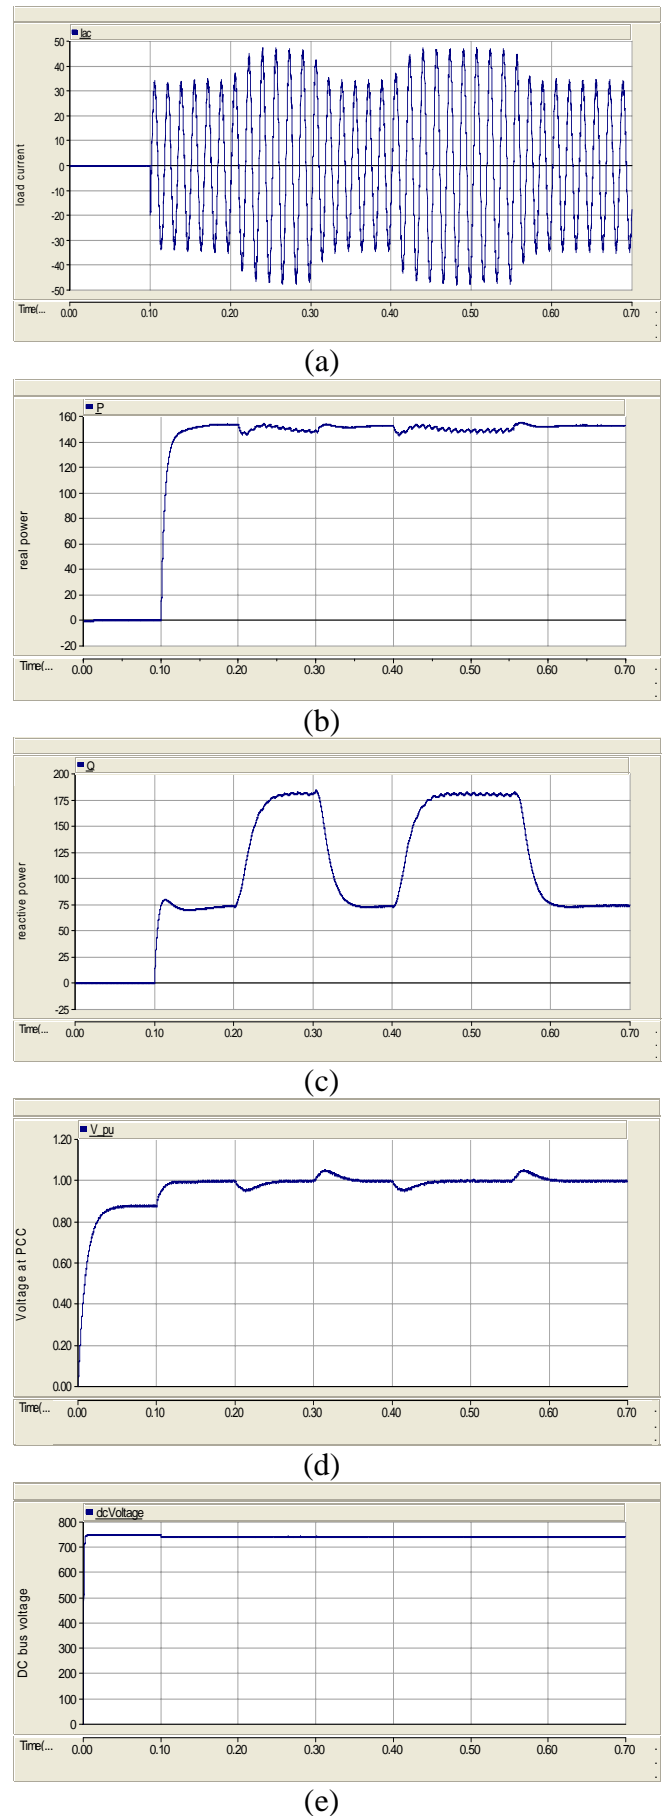 Iac
50
40
30
20
10
0
-10
-20
-30
-40
-50
load current
Time(... 0.00 0.10 0.20 0.30 0.40 0.50 0.60 0.70
(a)
P
160
140
120
100
80
60
40
20
0
-20
real power
Time(... 0.00 0.10 0.20 0.30 0.40 0.50 0.60 0.70
(b)
Q
200
175
150
125
100
75
50
25
0
-25
reactive power
Time(... 0.00 0.10 0.20 0.30 0.40 0.50 0.60 0.70
(c)
V_pu
1.20
1.00
0.80
0.60
0.40
0.20
0.00
Voltage at PCC
Time(... 0.00 0.10 0.20 0.30 0.40 0.50 0.60 0.70
(d)
dcVoltage
800
700
600
500
400
300
200
100
0
DC bus voltage
Time(... 0.00 0.10 0.20 0.30 0.40 0.50 0.60 0.70
(e)